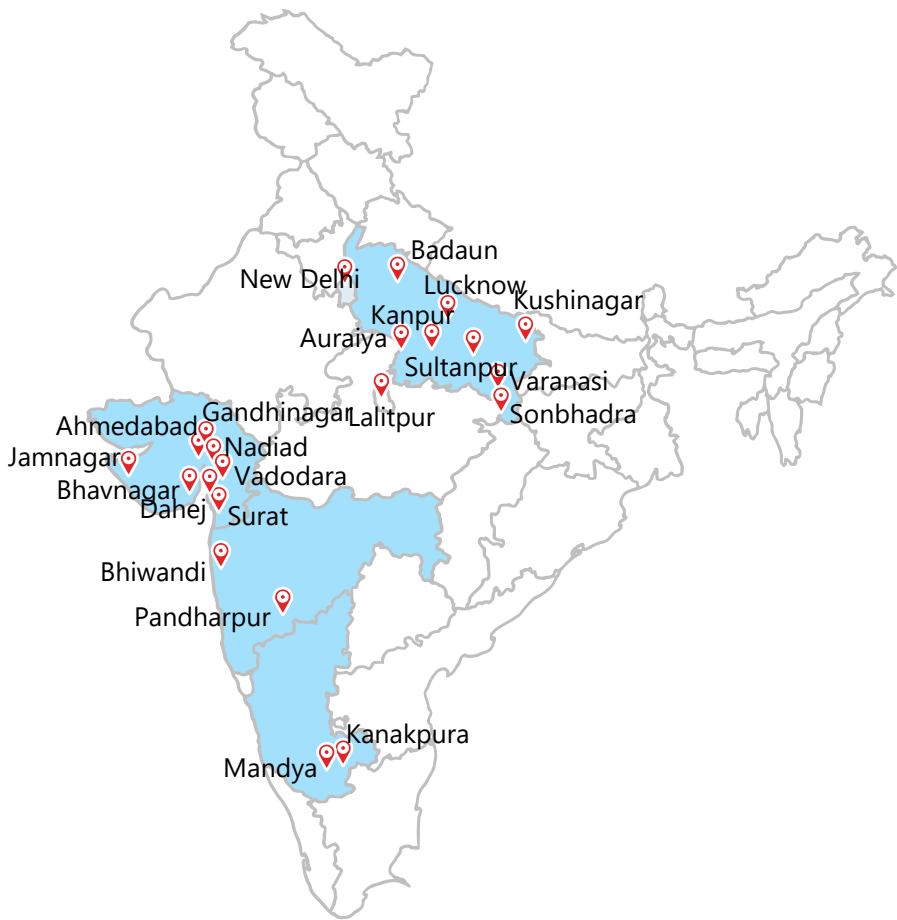 Badaun
New Delhi
Lucknow
Kushinagar
Kanpur
Auraiya
Sultanpur
Varanasi
Lalitpur
Sonbhadra
Gandhinagar
Ahmedabad
Nadiad
Jamnagar
Vadodara
Bhavnagar
Dahej
Surat
Bhiwandi
Pandharpur
Kanakpura
Mandya